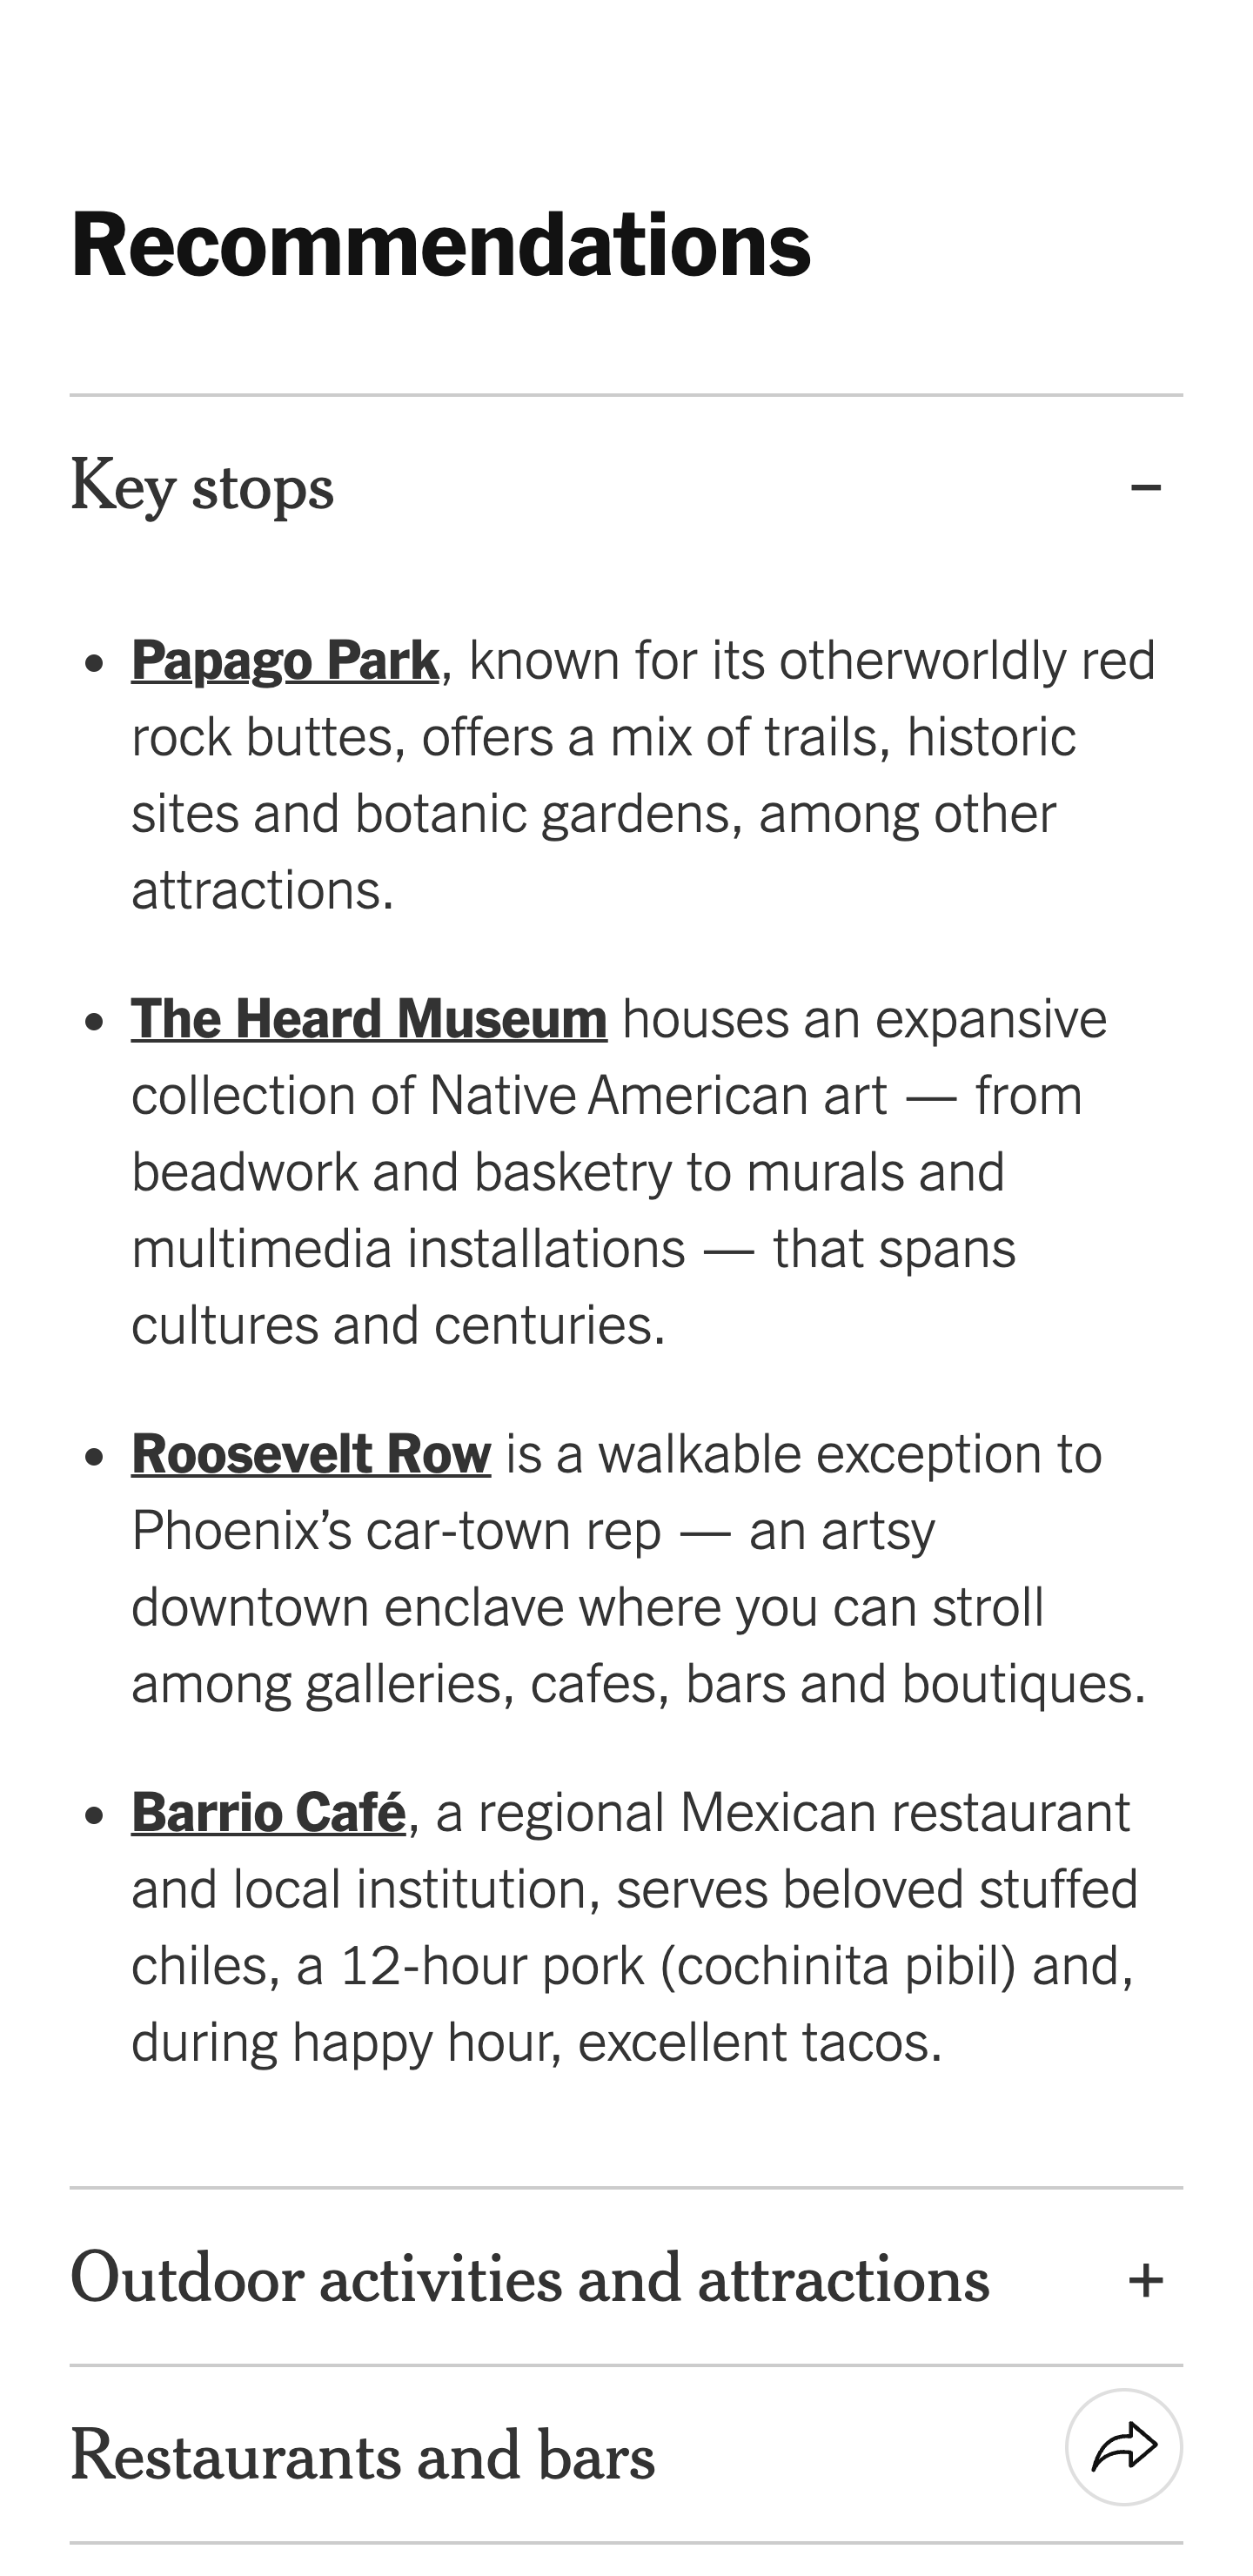 Recommendations
Key stops
• Papago Park, known for its otherworldly red
rock buttes, offers a mix of trails, historic
sites and botanic gardens, among other
attractions.
• The Heard Museum houses an expansive
collection of Native American art — from
beadwork and basketry to murals and
multimedia installations — that spans
cultures and centuries.
• Roosevelt Row is a walkable exception to
Phoenix’s car-town rep — an artsy
downtown enclave where you can stroll
among galleries, cafes, bars and boutiques.
• Barrio Café, a regional Mexican restaurant
and local institution, serves beloved stuffed
chiles, a 12-hour pork (cochinita pibil) and,
during happy hour, excellent tacos.
Outdoor activities and attractions
Restaurants and bars